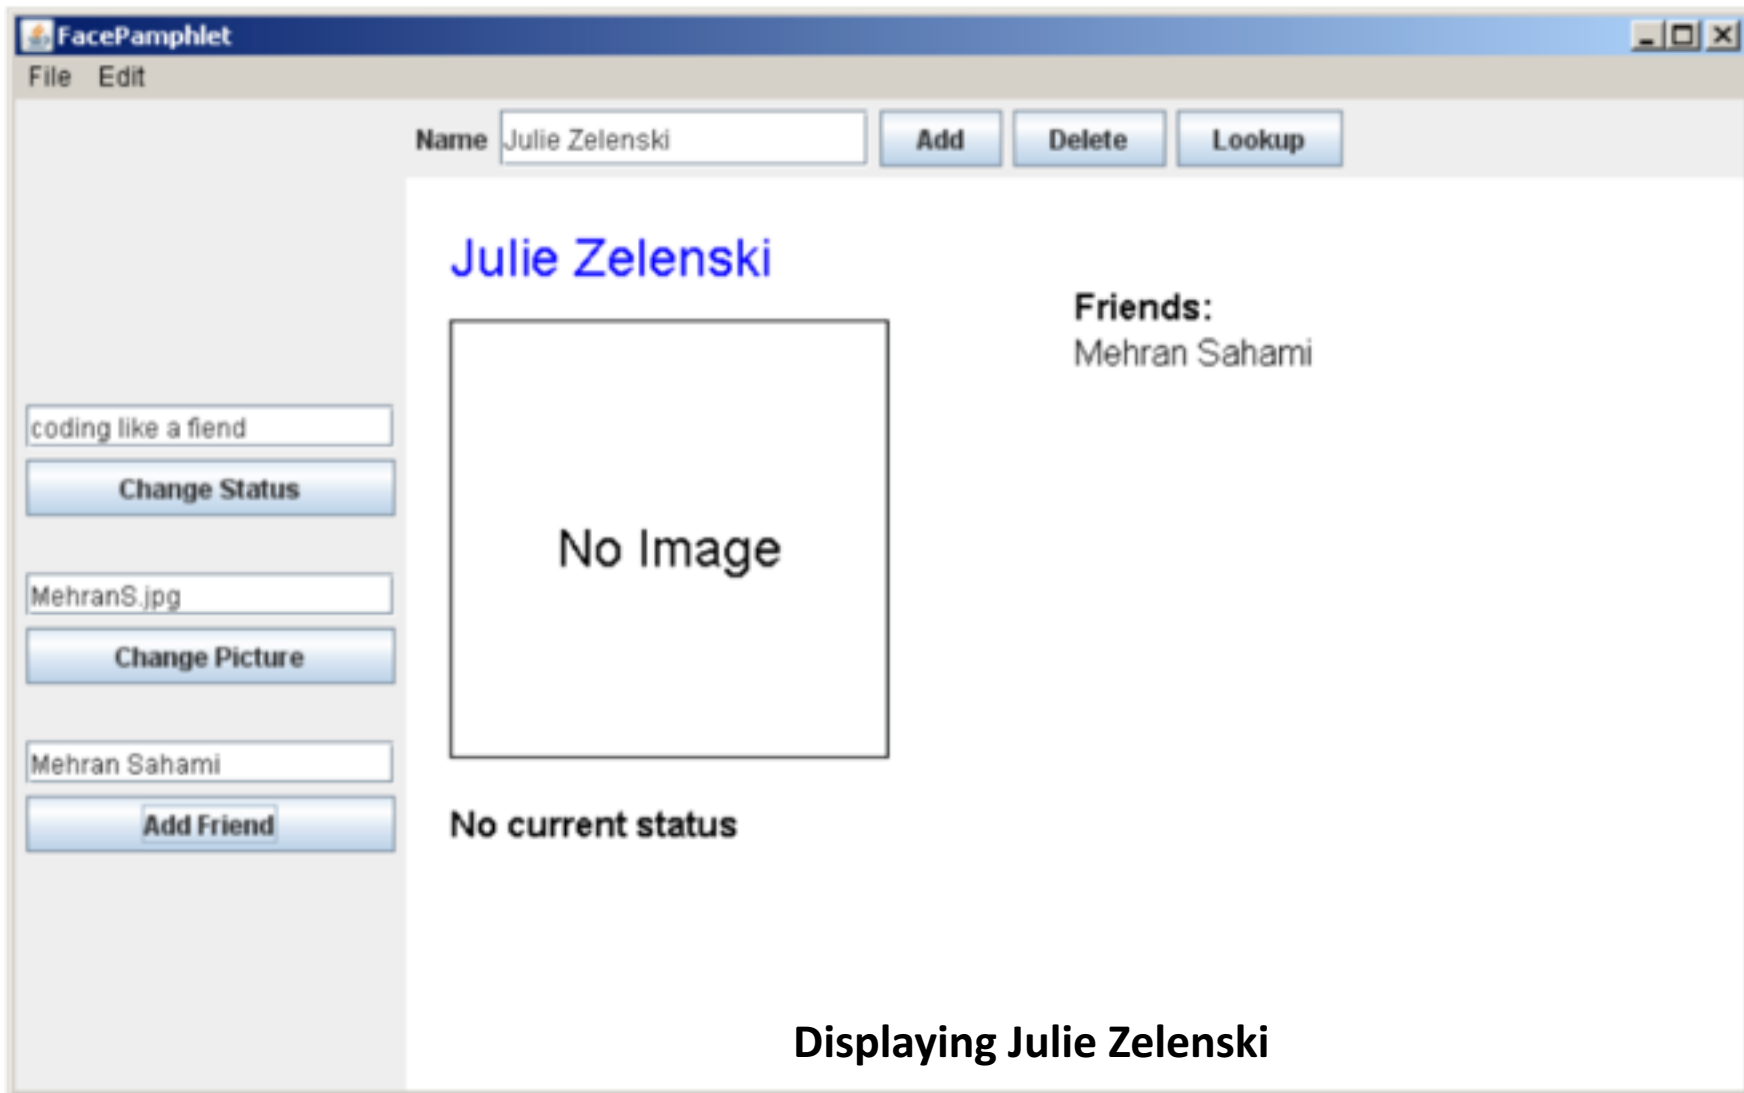 FacePamphlet
File Edit
Name Julie Zelenski Add Delete Lookup
Julie Zelenski
Friends:
Mehran Sahami
coding like a fiend
Change Status
No Image
MehranS.jpg
Change Picture
Mehran Sahami
Add Friend
No current status
Displaying Julie Zelenski